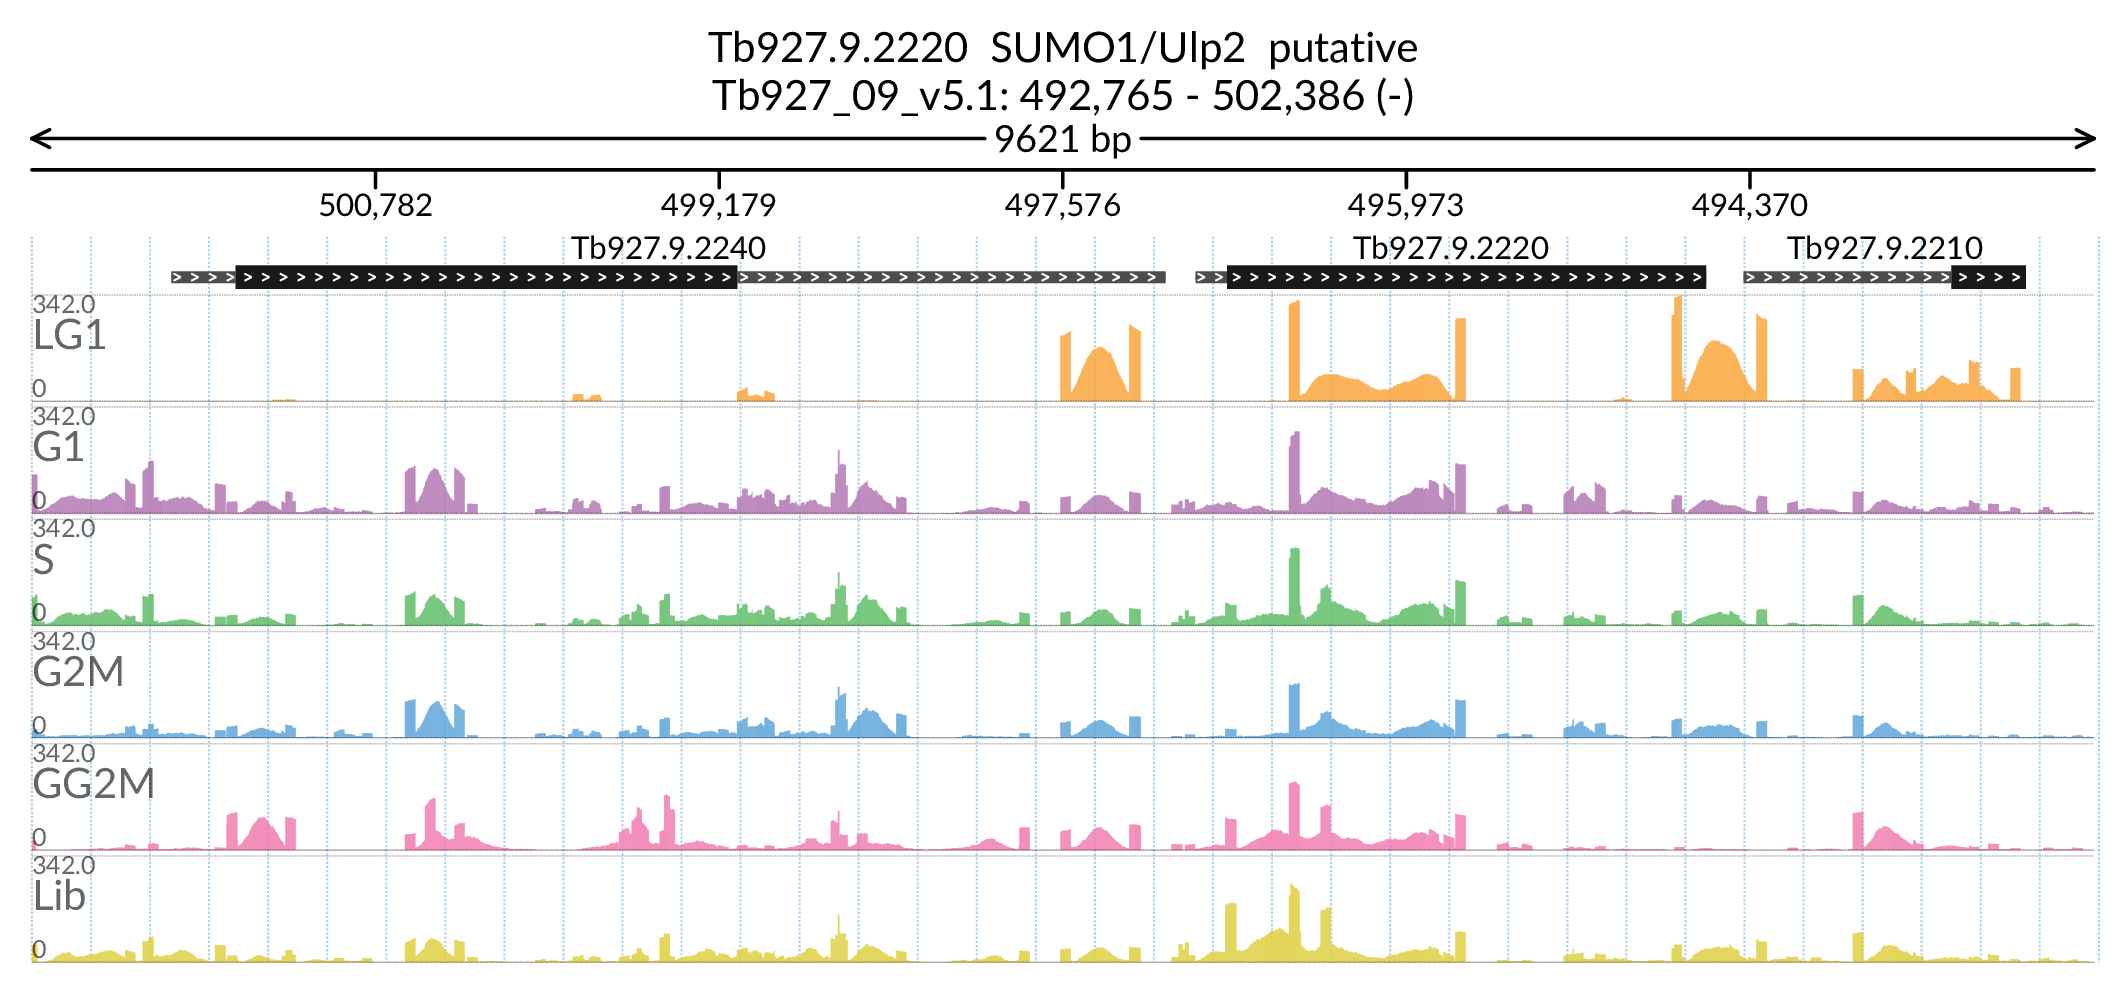 Tb927.9.2220 SUMO1/Ulp2 putative
Tb927_09_v5.1: 492,765 - 502,386 (-)
9621 bp
500,782 499,179 497,576 495,973 494,370
Tb927.9.2240 Tb927.9.2220 Tb927.9.2210
342.0
LG1
0
342.0
G1
0
342.0
S
0
342.0
G2M
0
342.0
GG2M
0
342.0
Lib
0